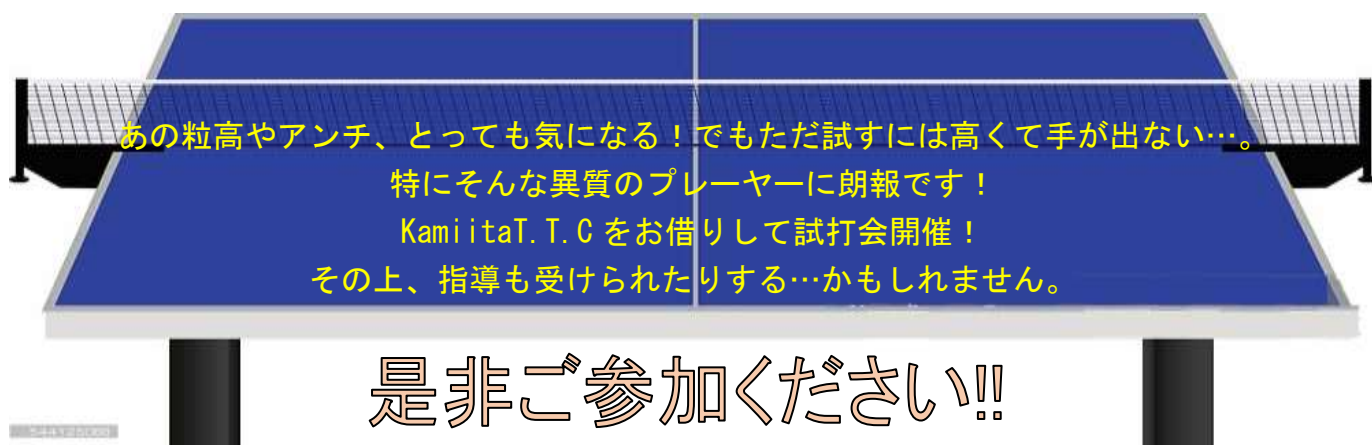 あの粒高やアンチ、とっても気になる！でもただ試すには高くて手が出ない…。
特にそんな異質のプレーヤーに朗報です！
KamiitaT.T.Cをお借りして試打会開催！
その上、指導も受けられたりする…かもしれません。
是非ご参加ください!!